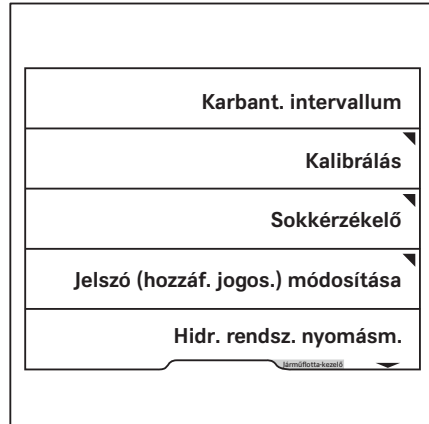 Karbant. intervallum
Kalibrálás
Sokkérzékelő
Jelszó (hozzáf. jogos.) módosítása
Hidr. rendsz. nyomásm.
Járműflotta-kezelő